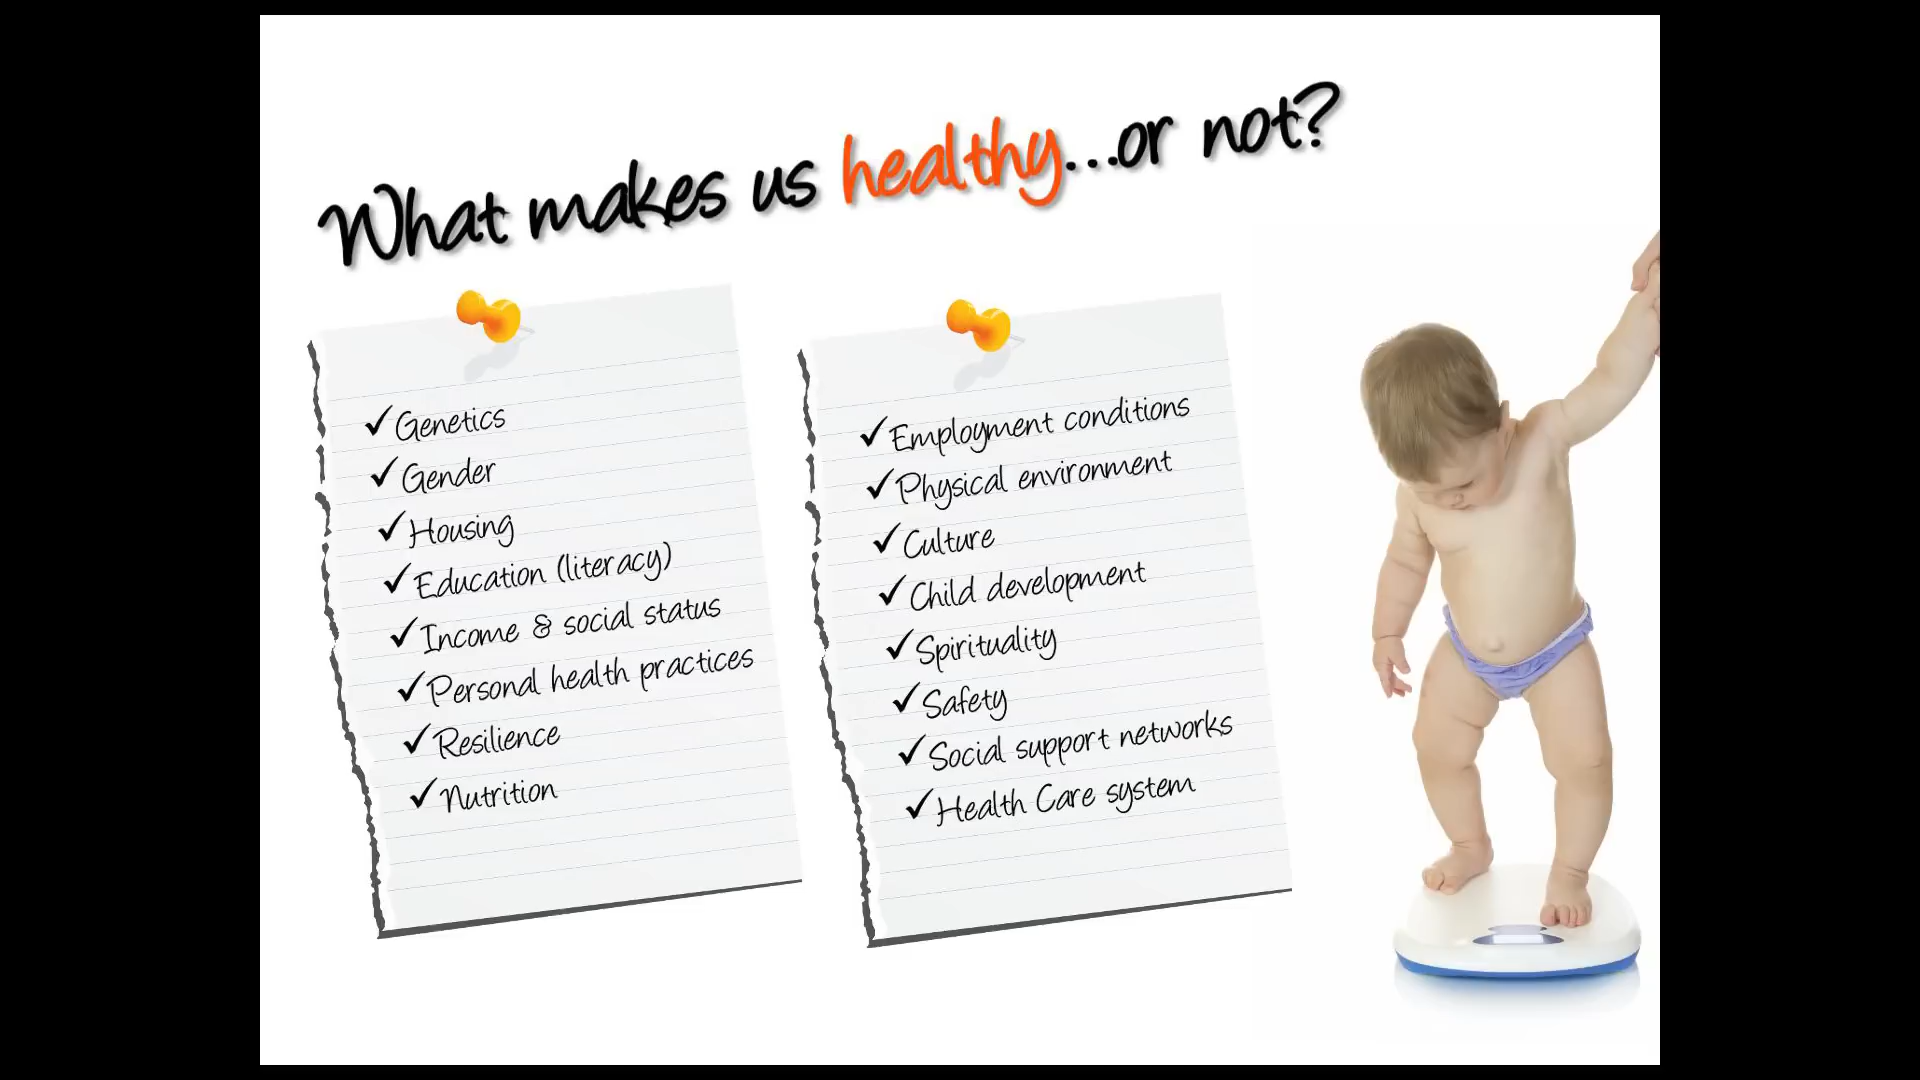 What makes us healthy...or not?
✓Genetics
✓Gender
✓Housing
✓Education (literacy)
✓Income & social status
✓Personal health practices
✓Resilience
✓Nutrition
✓Employment conditions
✓Physical environment
✓Culture
✓Child development
✓Spirituality
✓Safety
✓Social support networks
✓Health Care system